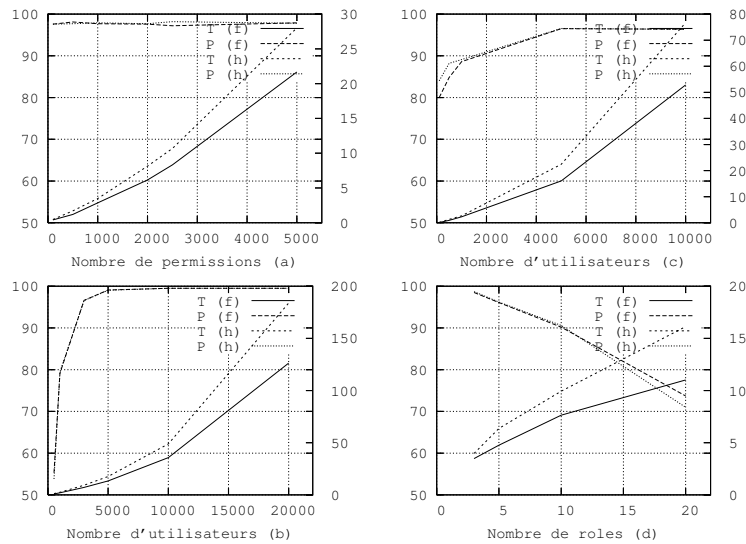 100 30
90 25
80 20
70 15
10
60 5
50 0
T (f)
P (f)
T (h)
P (h)
0 1000 2000 3000 4000 5000
Nombre de permissions (a)
100 80
90 70
80 60
70 50
40
30
60 20
10
50 0
T (f)
P (f)
T (h)
P (h)
0 2000 4000 6000 8000 10000
Nombre d'utilisateurs (c)
100 200
90 150
80
70 100
60 50
50 0
T (f)
P (f)
T (h)
P (h)
0 5000 10000 15000 20000
Nombre d'utilisateurs (b)
100 20
90 15
80
70 10
60 5
50 0
T (f)
P (f)
T (h)
P (h)
0 5 10 15 20
Nombre de roles (d)